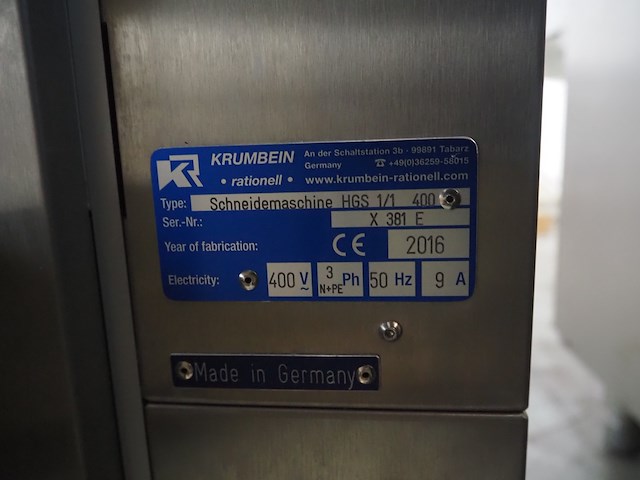 KR KRUMBEIN
• rationell •
An der Schaltstation 3b - 99891 Tabarz
Germany ☎ +49(0)36259-58015
www.krumbein-rationell.com
Type: Schneidemaschine HGS 1/1 400
Ser.-Nr.: X 381 E
Year of fabrication: CE 2016
Electricity: 400 V~ 3 N+PE Ph 50 Hz 9 A
Made in Germany